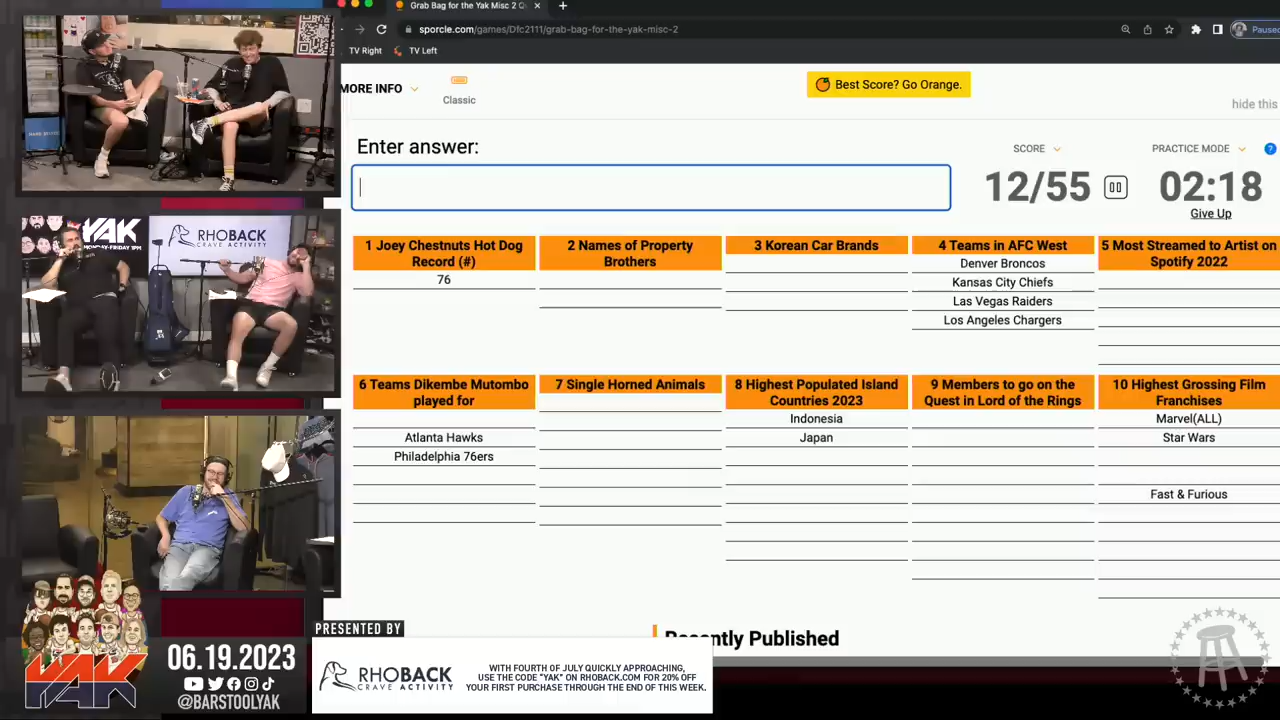 Grab Bag for the Yak Misc 2 Q
sporcle.com/games/Dfc2111/grab-bag-for-the-yak-misc-2
Paused
TV Right
TV Left
MORE INFO
Classic
Best Score? Go Orange.
hide this
Enter answer:
SCORE
PRACTICE MODE
?
12/55
02:18
Give Up
1 Joey Chestnuts Hot Dog
Record (#)
76
2 Names of Property
Brothers
3 Korean Car Brands
4 Teams in AFC West
Denver Broncos
Kansas City Chiefs
Las Vegas Raiders
Los Angeles Chargers
5 Most Streamed to Artist on
Spotify 2022
6 Teams Dikembe Mutombo
played for
Atlanta Hawks
Philadelphia 76ers
7 Single Horned Animals
8 Highest Populated Island
Countries 2023
Indonesia
Japan
9 Members to go on the
Quest in Lord of the Rings
10 Highest Grossing Film
Franchises
Marvel(ALL)
Star Wars
Fast & Furious
Recently Published
YAK
MONDAY-FRIDAY 1PM
RHOBACK
CRAVE ACTIVITY
YAK
06.19.2023
@BARSTOOLYAK
PRESENTED BY
RHOBACK
CRAVE ACTIVITY
WITH FOURTH OF JULY QUICKLY APPROACHING,
USE THE CODE "YAK" ON RHOBACK.COM FOR 20% OFF
YOUR FIRST PURCHASE THROUGH THE END OF THIS WEEK.